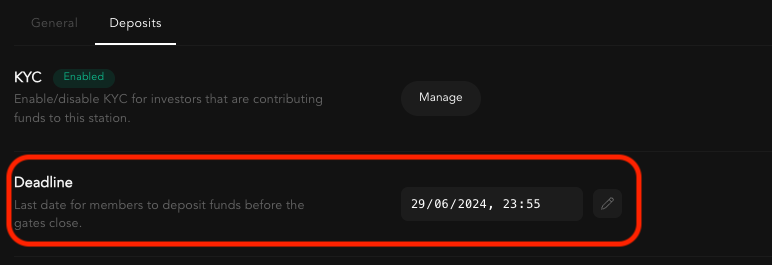 General Deposits
KYC Enabled
Enable/disable KYC for investors that are contributing
funds to this station.
Manage
Deadline
Last date for members to deposit funds before the
gates close.
29/06/2024, 23:55